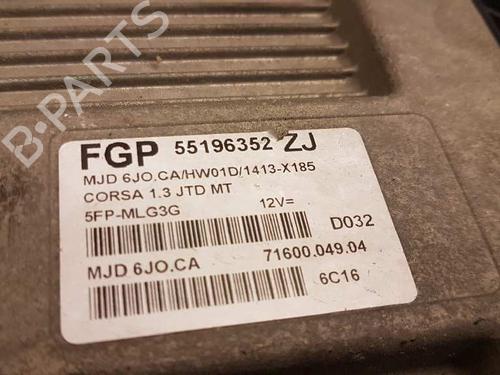 B-PARTS
FGP 55196352 ZJ
MJD 6JO.CA/HW01D/1413-X185
CORSA 1.3 JTD MT
5FP-MLG3G 12V=
D032
MJD 6JO.CA 71600.049.04
6C16